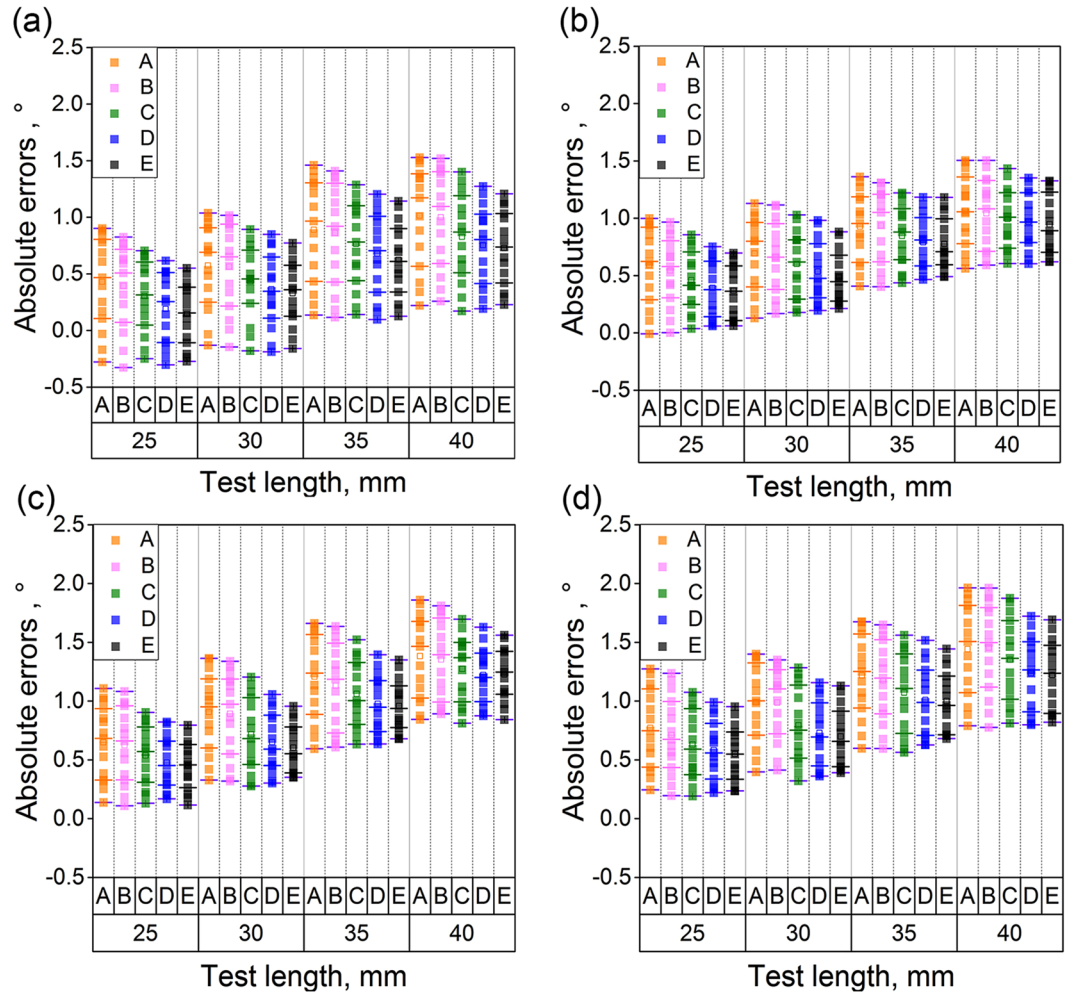 (a)
2.5
2.0
1.5
1.0
0.5
0.0
-0.5
Absolute errors , °
A
B
C
D
E
A B C D E A B C D E A B C D E A B C D E
25 30 35 40
Test length, mm
(b)
2.5
2.0
1.5
1.0
0.5
0.0
-0.5
Absolute errors , °
A
B
C
D
E
A B C D E A B C D E A B C D E A B C D E
25 30 35 40
Test length, mm
(c)
2.5
2.0
1.5
1.0
0.5
0.0
-0.5
Absolute errors , °
A
B
C
D
E
A B C D E A B C D E A B C D E A B C D E
25 30 35 40
Test length, mm
(d)
2.5
2.0
1.5
1.0
0.5
0.0
-0.5
Absolute errors , °
A
B
C
D
E
A B C D E A B C D E A B C D E A B C D E
25 30 35 40
Test length, mm